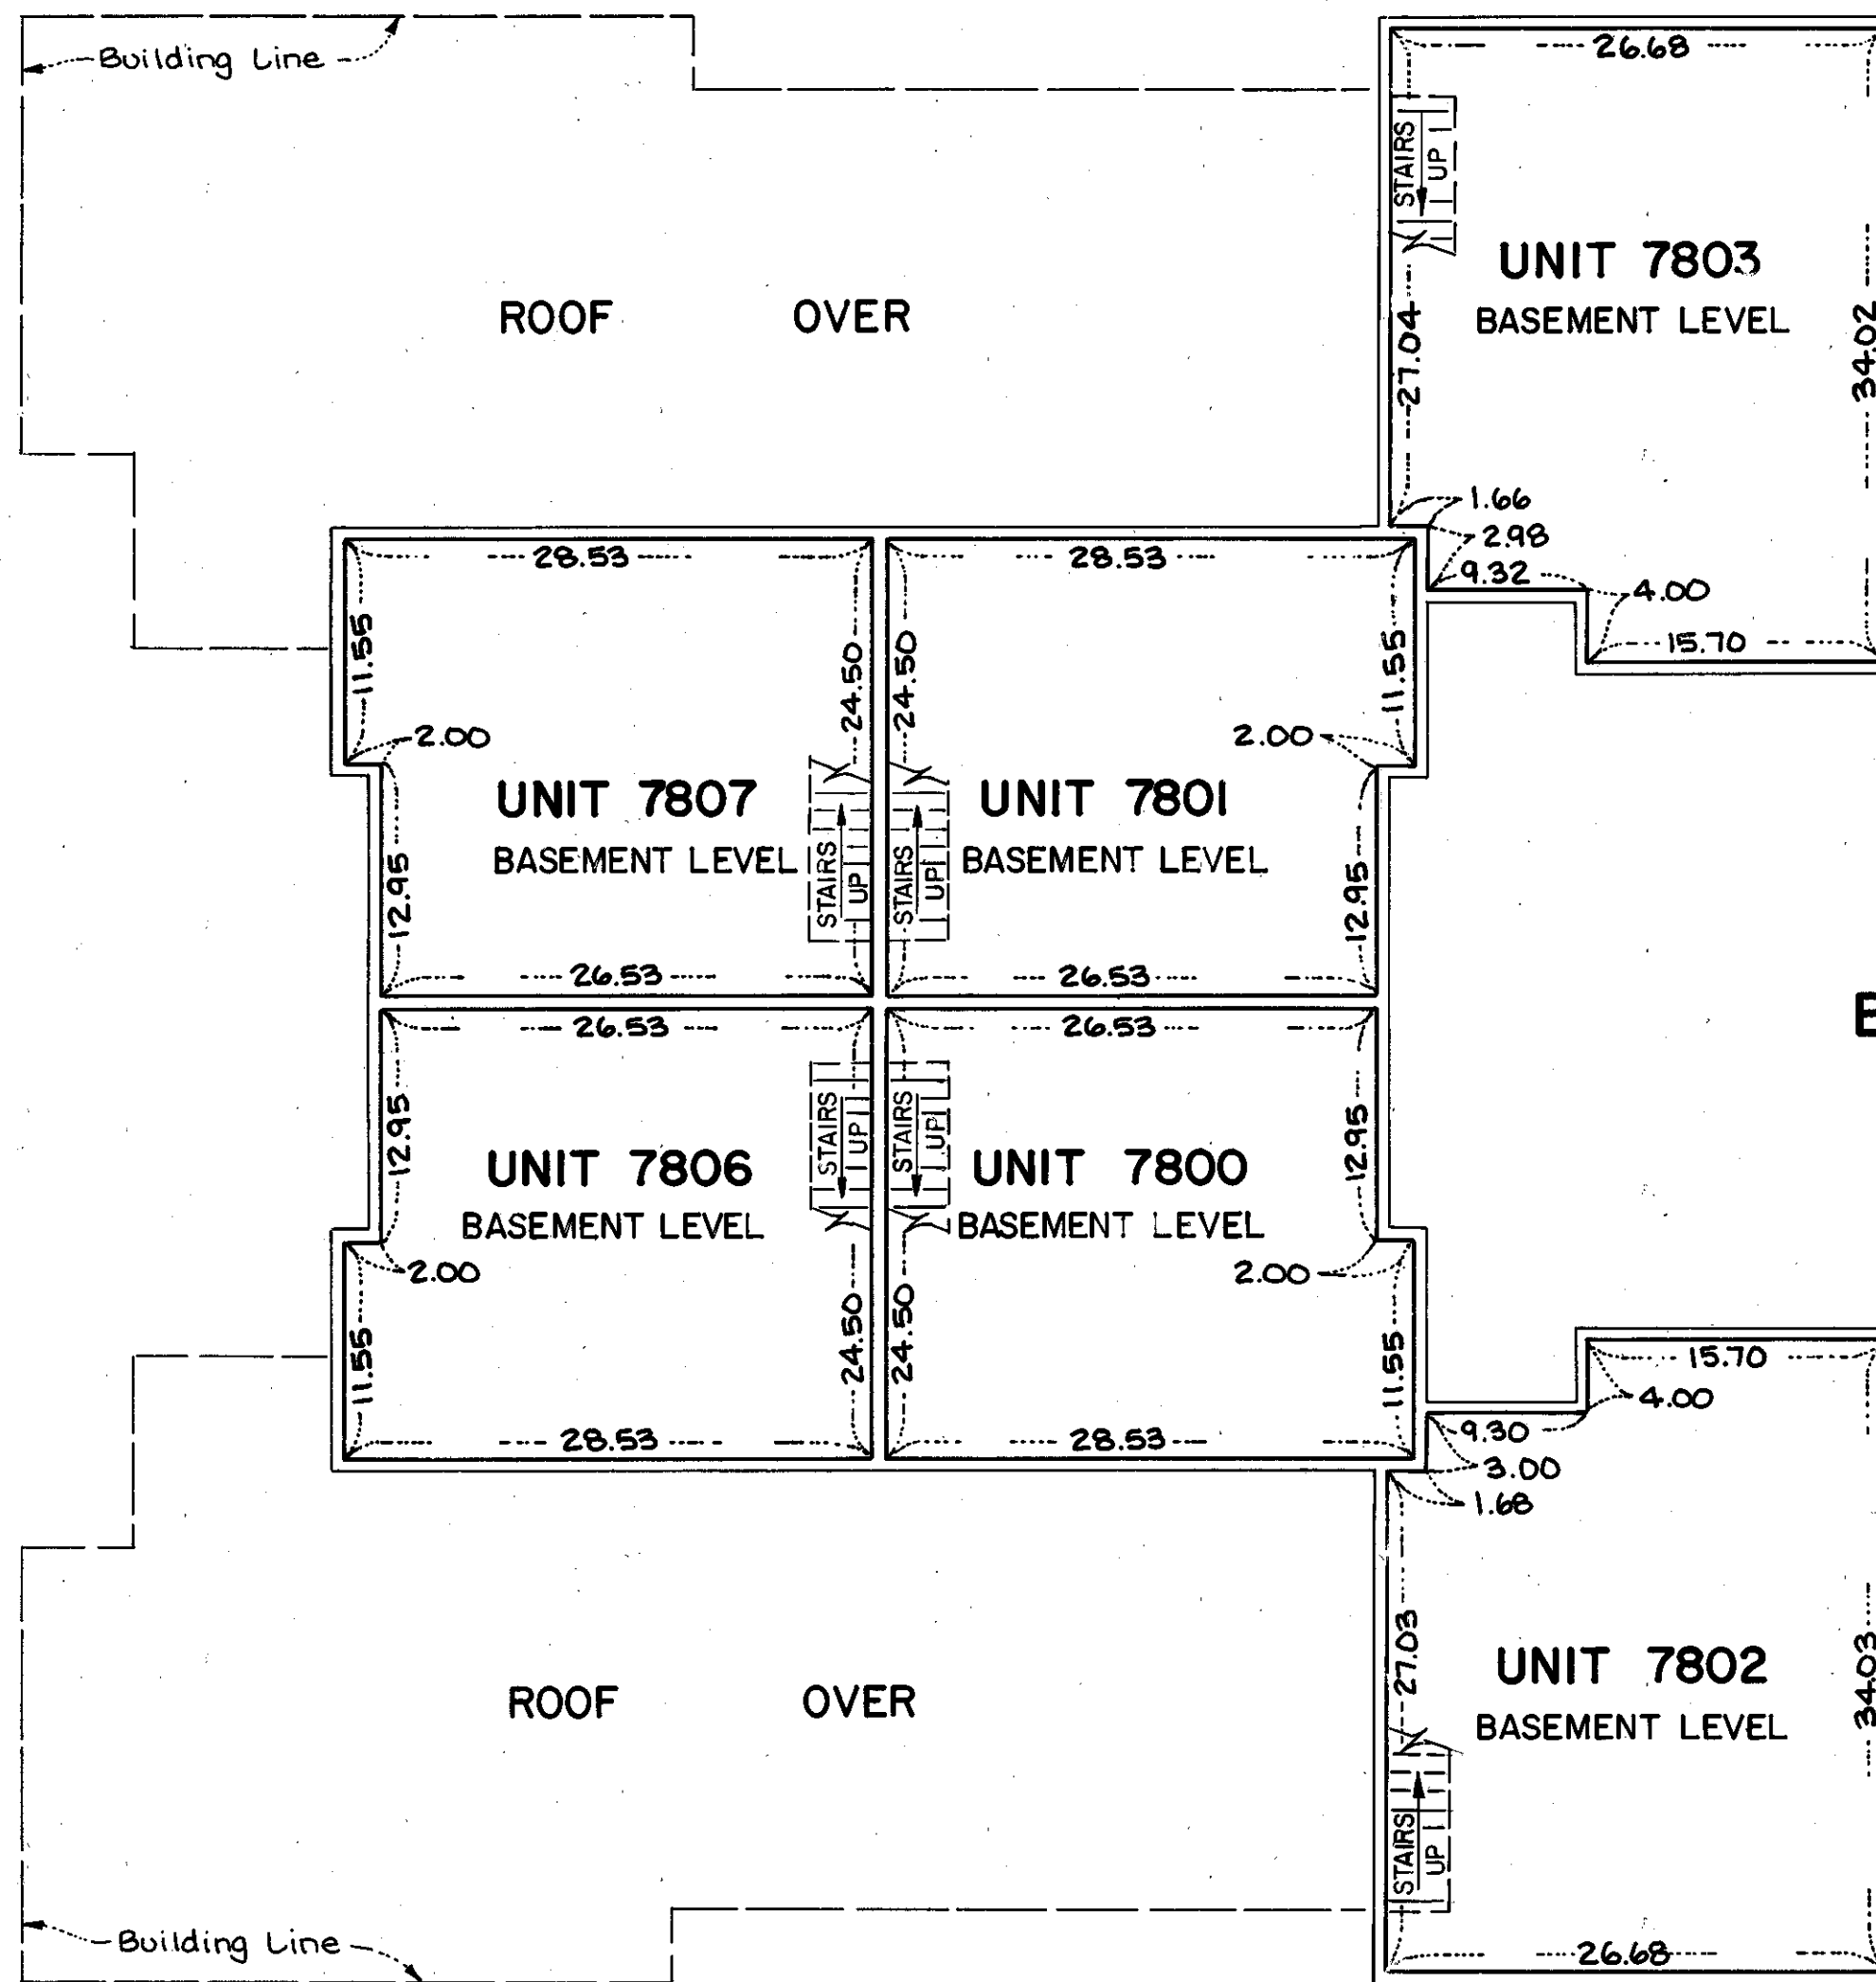 Building Line
26.68
STAIRS
UP
UNIT 7803
BASEMENT LEVEL
ROOF OVER
27.04
34.02
1.66
2.98
9.32
4.00
15.70
28.53
28.53
11.55
24.50
24.50
11.55
2.00
2.00
UNIT 7807
BASEMENT LEVEL
STAIRS
UP
STAIRS
UP
UNIT 7801
BASEMENT LEVEL
12.95
12.95
26.53
26.53
26.53
26.53
12.95
12.95
STAIRS
UP
STAIRS
UP
UNIT 7806
BASEMENT LEVEL
UNIT 7800
BASEMENT LEVEL
2.00
2.00
11.55
24.50
24.50
11.55
28.53
28.53
15.70
4.00
9.30
3.00
1.68
27.03
34.03
UNIT 7802
BASEMENT LEVEL
ROOF OVER
STAIRS
UP
Building Line
26.68